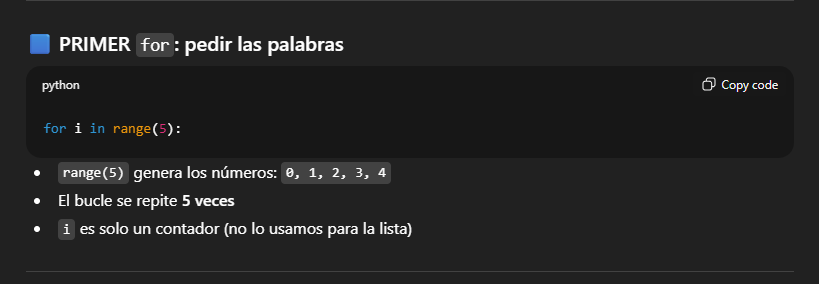 PRIMER for: pedir las palabras
python
Copy code
for i in range(5):
range(5) genera los números: 0, 1, 2, 3, 4
El bucle se repite 5 veces
i es solo un contador (no lo usamos para la lista)